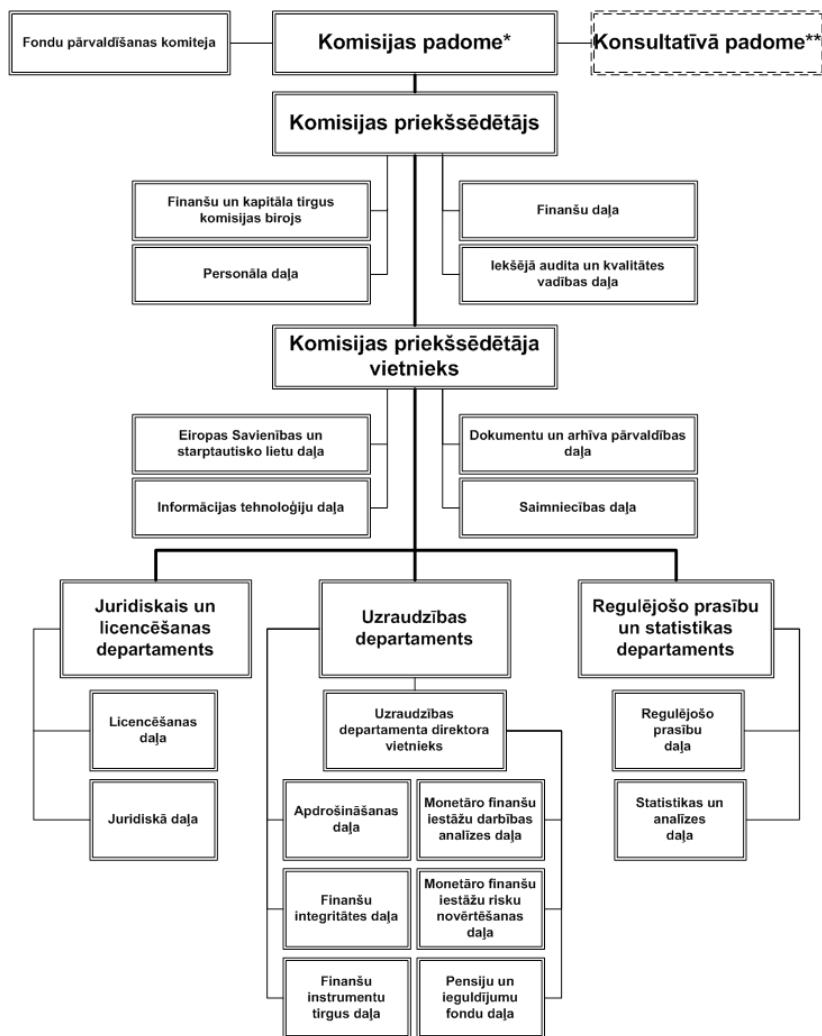 Fondu pārvaldīšanas komiteja
Komisijas padome*
Konsultatīvā padome**
Komisijas priekšsēdētājs
Finanšu un kapitāla tirgus
komisijas birojs
Finanšu daļa
Personāla daļa
Iekšējā audita un kvalitātes
vadības daļa
Komisijas priekšsēdētāja
vietnieks
Eiropas Savienības un
starptautisko lietu daļa
Dokumentu un arhīva pārvaldības
daļa
Informācijas tehnoloģiju daļa
Saimniecības daļa
Juridiskais un
licencēšanas
departaments
Uzraudzības
departaments
Regulējošo prasību
un statistikas
departaments
Licencēšanas
daļa
Uzraudzības
departamenta direktora
vietnieks
Regulējošo
prasību
daļa
Juridiskā daļa
Apdrošināšanas
daļa
Monetāro finanšu
iestāžu darbības
analīzes daļa
Statistikas un
analīzes
daļa
Finanšu
integritātes daļa
Monetāro finanšu
iestāžu risku
novērtēšanas
daļa
Finanšu
instrumentu
tirgus daļa
Pensiju un
ieguldījumu
fondu daļa